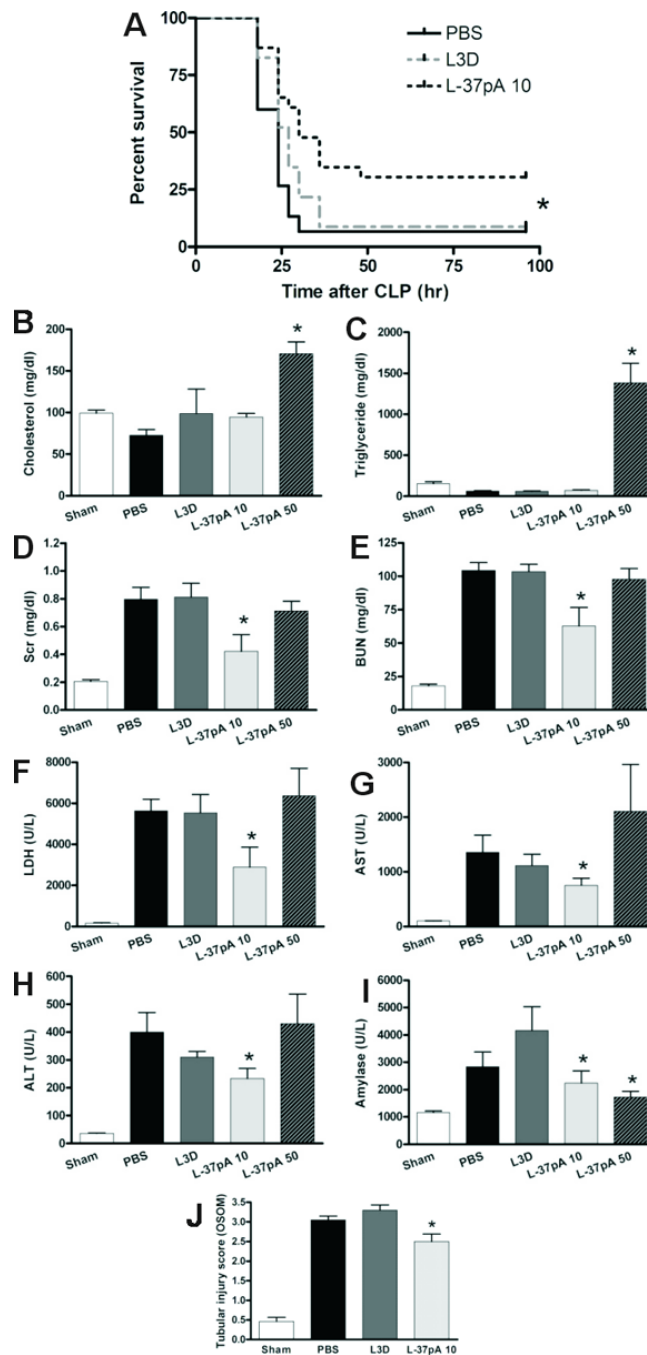 A
100
75
50
25
0
Percent survival
PBS
L3D
L-37pA 10
*
0 25 50 75 100
Time after CLP (hr)
B
Cholesterol (mg/dl)
200
150
100
50
0
*
Sham PBS L3D L-37pA 10 L-37pA 50
C
Triglyceride (mg/dl)
2000
1500
1000
500
0
*
Sham PBS L3D L-37pA 10 L-37pA 50
D
Scr (mg/dl)
1.0
0.8
0.6
0.4
0.2
0.0
*
Sham PBS L3D L-37pA 10 L-37pA 50
E
BUN (mg/dl)
125
100
75
50
25
0
*
Sham PBS L3D L-37pA 10 L-37pA 50
F
LDH (U/L)
8000
6000
4000
2000
0
*
Sham PBS L3D L-37pA 10 L-37pA 50
G
AST (U/L)
3000
2000
1000
0
*
Sham PBS L3D L-37pA 10 L-37pA 50
H
ALT (U/L)
600
500
400
300
200
100
0
*
Sham PBS L3D L-37pA 10 L-37pA 50
I
Amylase (U/L)
6000
5000
4000
3000
2000
1000
0
* *
Sham PBS L3D L-37pA 10 L-37pA 50
J
Tubular injury score (OSOM)
3.5
3.0
2.5
2.0
1.5
1.0
0.5
0.0
*
Sham PBS L3D L-37pA 10